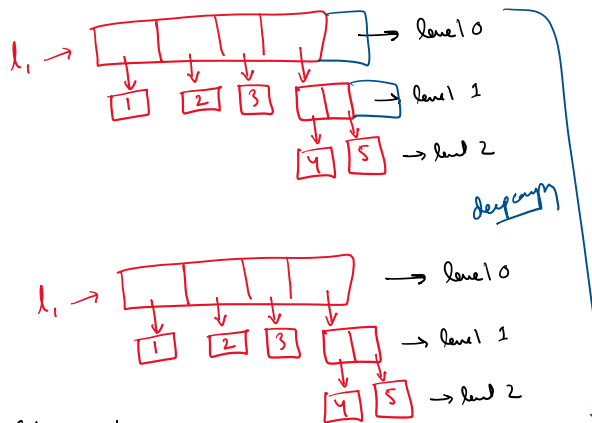 l₁ → → level 0
1 2 3 → level 1
4 5 → level 2
deepcopy
l₁ → → level 0
1 2 3 → level 1
4 5 → level 2